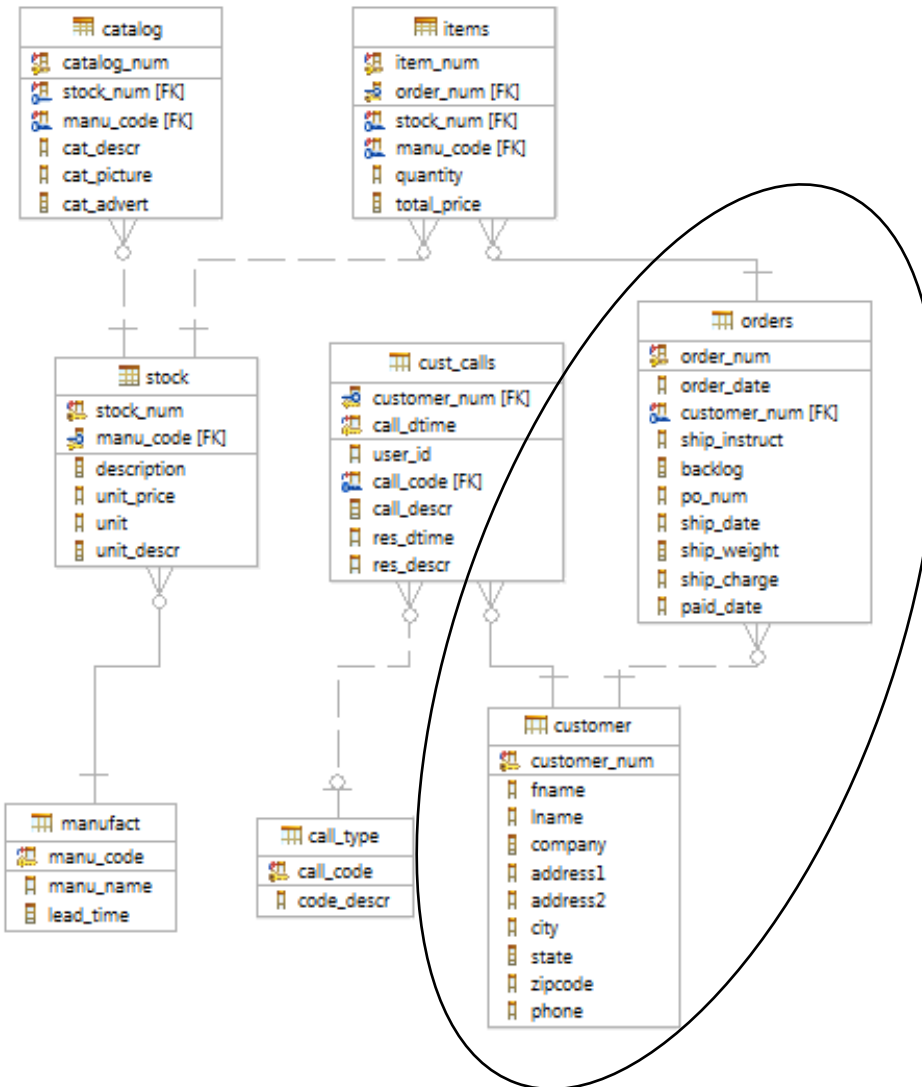 catalog
catalog_num
stock_num [FK]
manu_code [FK]
cat_descr
cat_picture
cat_advert
items
item_num
order_num [FK]
stock_num [FK]
manu_code [FK]
quantity
total_price
orders
order_num
order_date
customer_num [FK]
ship_instruct
backlog
po_num
ship_date
ship_weight
ship_charge
paid_date
stock
stock_num
manu_code [FK]
description
unit_price
unit
unit_descr
cust_calls
customer_num [FK]
call_dtime
user_id
call_code [FK]
call_descr
res_dtime
res_descr
customer
customer_num
fname
lname
company
address1
address2
city
state
zipcode
phone
manufact
manu_code
manu_name
lead_time
call_type
call_code
code_descr